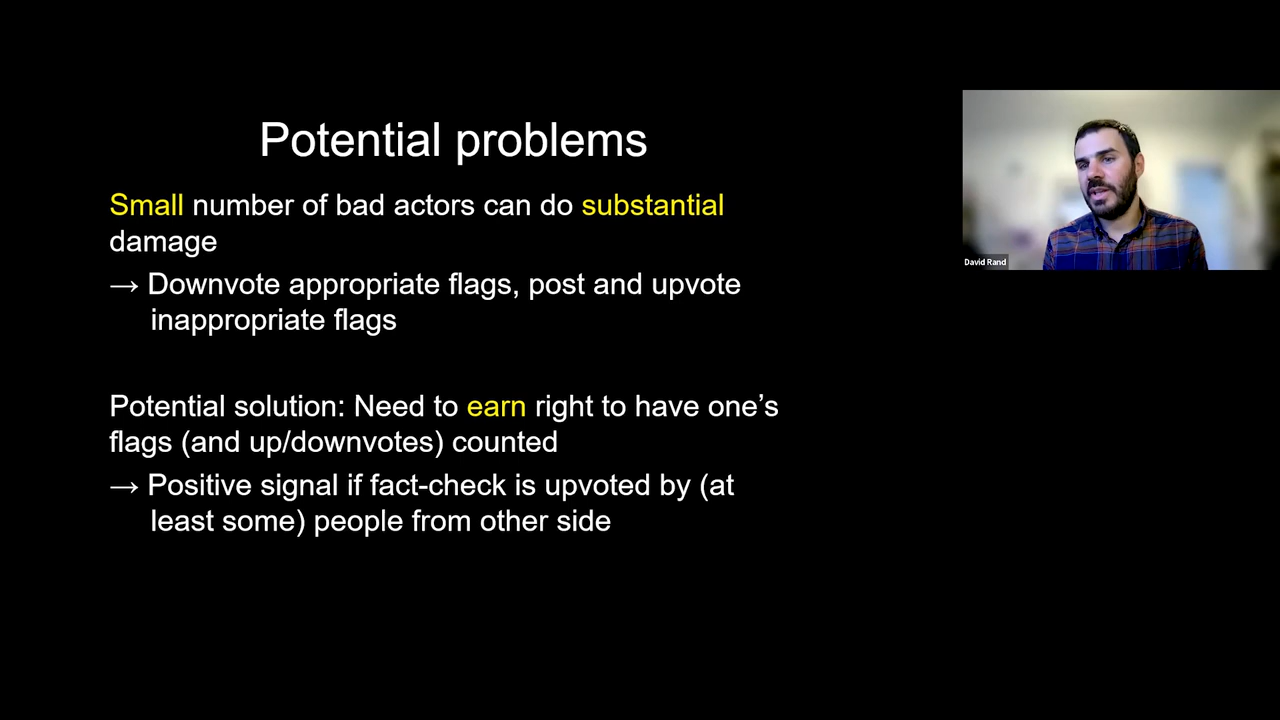 Potential problems
Small number of bad actors can do substantial
damage
→ Downvote appropriate flags, post and upvote
inappropriate flags
Potential solution: Need to earn right to have one’s
flags (and up/downvotes) counted
→ Positive signal if fact-check is upvoted by (at
least some) people from other side
David Rand